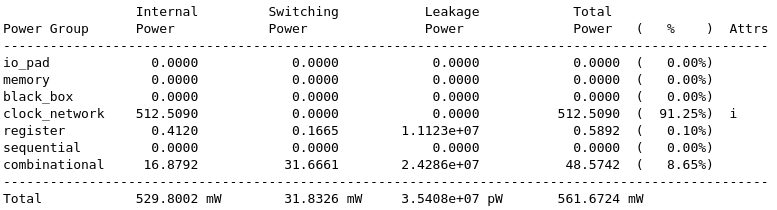 Internal         Switching           Leakage            Total
Power Group      Power            Power               Power              Power   (   %    )  Attrs
--------------------------------------------------------------------------------------------------
io_pad             0.0000            0.0000            0.0000            0.0000  (   0.00%)
memory             0.0000            0.0000            0.0000            0.0000  (   0.00%)
black_box          0.0000            0.0000            0.0000            0.0000  (   0.00%)
clock_network    512.5090            0.0000            0.0000          512.5090  (  91.25%)  i
register           0.4120            0.1665        1.1123e+07            0.5892  (   0.10%)
sequential         0.0000            0.0000            0.0000            0.0000  (   0.00%)
combinational     16.8792           31.6661        2.4286e+07           48.5742  (   8.65%)
--------------------------------------------------------------------------------------------------
Total            529.8002 mW        31.8326 mW     3.5408e+07 pW       561.6724 mW